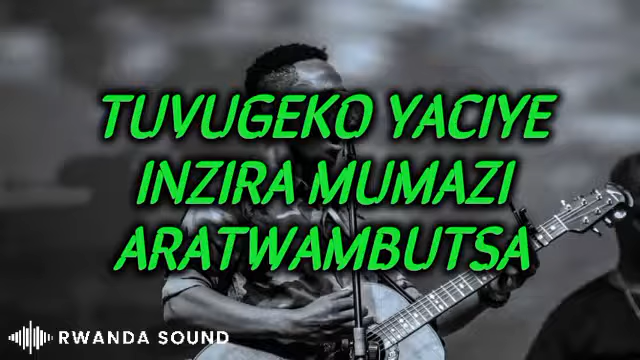 TUVUGEKO YACIYE
INZIRA MUMAZI
ARATWAMBUTSA
RWANDA SOUND